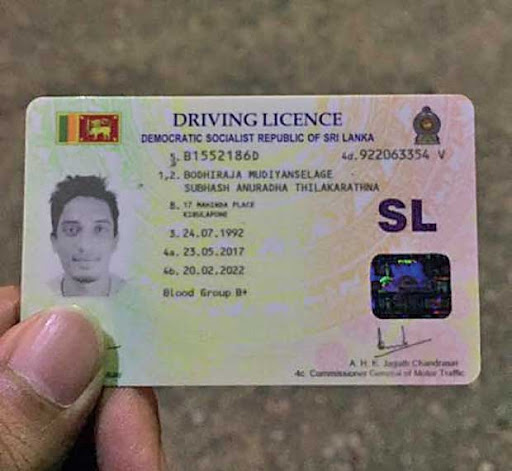 DRIVING LICENCE
DEMOCRATIC SOCIALIST REPUBLIC OF SRI LANKA
5. B1552186D 4d. 922063354 V
1,2. BODHIRAJA MUDIYANSELAGE
SUBHASH ANURADHA THILAKARATHNA
8. 17 MAHINDA PLACE
KIRULAPONE
SL
3. 24.07.1992
4a. 23.05.2017
4b. 20.02.2022
Blood Group B+
A. H. K. Jagath Chandrasiri
4c. Commissioner General of Motor Traffic